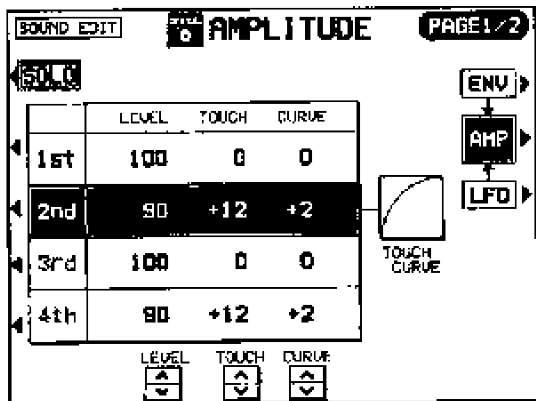 SOUND EDIT AMPLITUDE PAGE1/2
SOLO
ENV
LEVEL TOUCH CURVE
1st 100 0 0
AMP
2nd 90 +12 +2
LFO
3rd 100 0 0
TOUCH CURVE
4th 90 +12 +2
LEVEL TOUCH CURVE